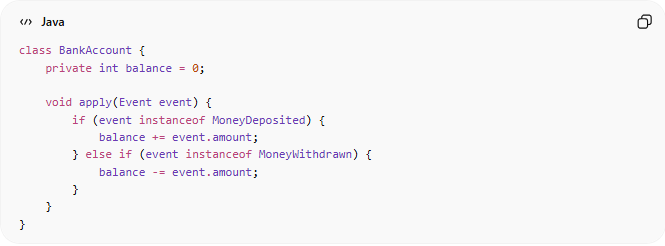 Java
class BankAccount {
    private int balance = 0;

    void apply(Event event) {
        if (event instanceof MoneyDeposited) {
            balance += event.amount;
        } else if (event instanceof MoneyWithdrawn) {
            balance -= event.amount;
        }
    }
}